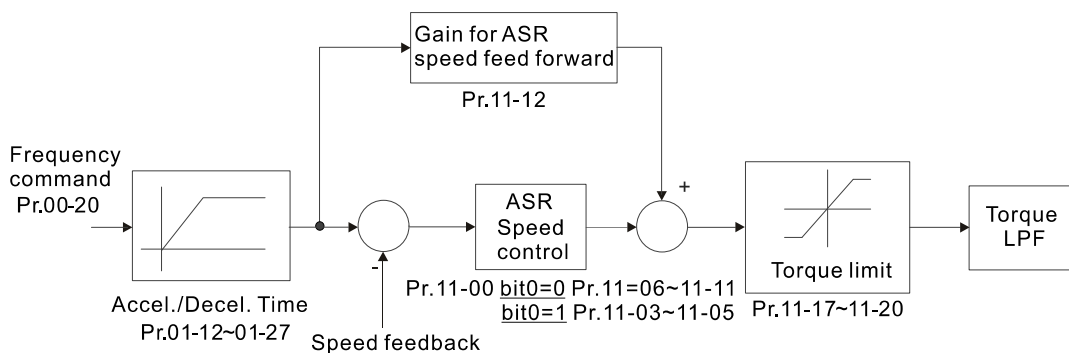 Gain for ASR
speed feed forward
Pr.11-12
Frequency
command
Pr.00-20
+
ASR
Speed
control
Torque
LPF
-
Torque limit
Accel./Decel. Time
Pr.01-12~01-27
Pr.11-00 bit0=0 Pr.11=06~11-11
bit0=1 Pr.11-03~11-05
Pr.11-17~11-20
Speed feedback